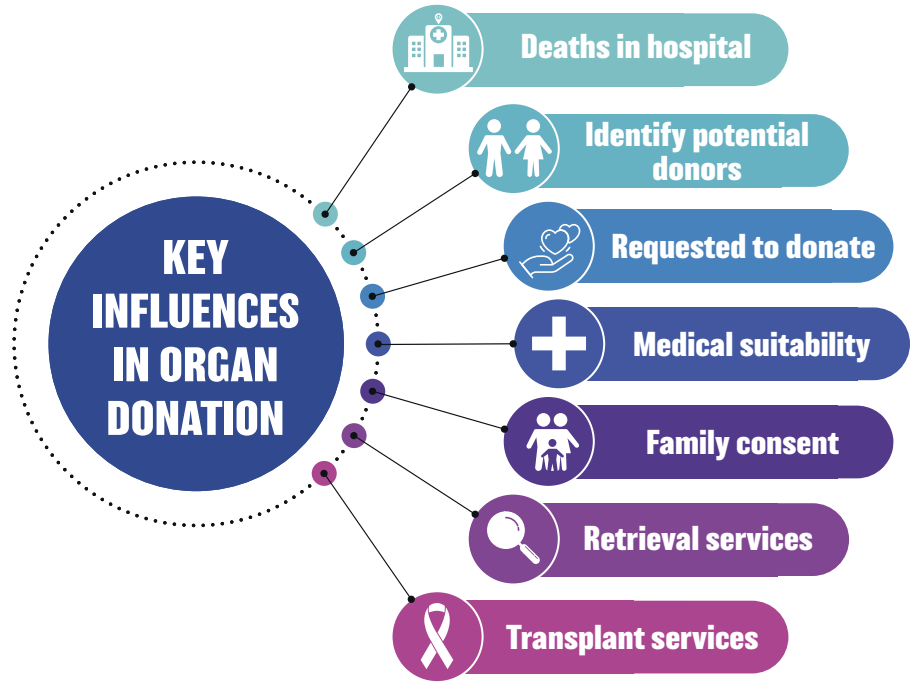 KEY
INFLUENCES
IN ORGAN
DONATION
Deaths in hospital
Identify potential
donors
Requested to donate
Medical suitability
Family consent
Retrieval services
Transplant services